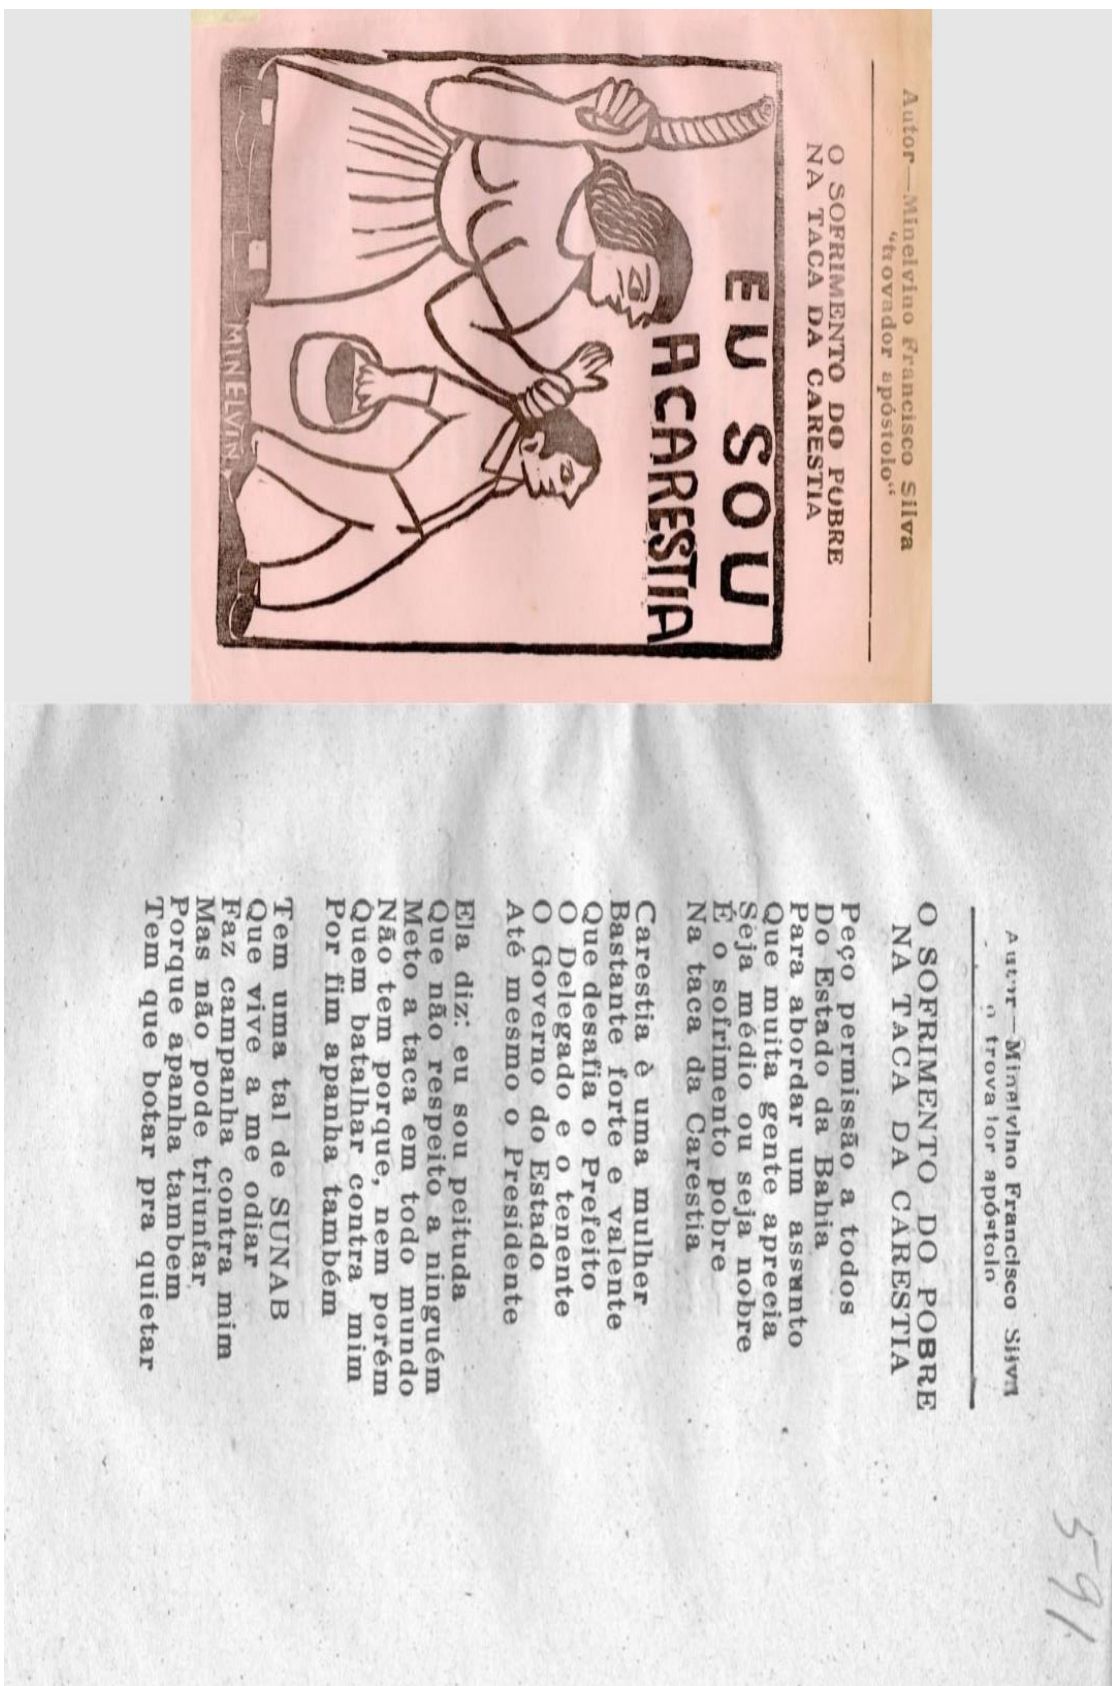 Autor—Minelvino Francisco Silva
“trovador apóstolo“
O SOFRIMENTO DO POBRE
NA TACA DA CARESTIA
EU SOU
A CARESTIA
MINELVIN
591
Autor—Minelvino Francisco Silva
o trovador apóstolo
O SOFRIMENTO DO POBRE
NA TACA DA CARESTIA
Peço permissão a todos
Do Estado da Bahia
Para abordar um assunto
Que muita gente aprecia
Seja médio ou seja nobre
É o sofrimento pobre
Na taca da Carestia
Carestia è uma mulher
Bastante forte e valente
Que desafia o Prefeito
O Delegado e o tenente
O Governo do Estado
Até mesmo o Presidente
Ela diz: eu sou peituda
Que não respeito a ninguém
Meto a taca em todo mundo
Não tem porque, nem porém
Quem batalhar contra mim
Por fim apanha também
Tem uma tal de SUNAB
Que vive a me odiar
Faz campanha contra mim
Mas não pode triunfar
Porque apanha tambem
Tem que botar pra quietar